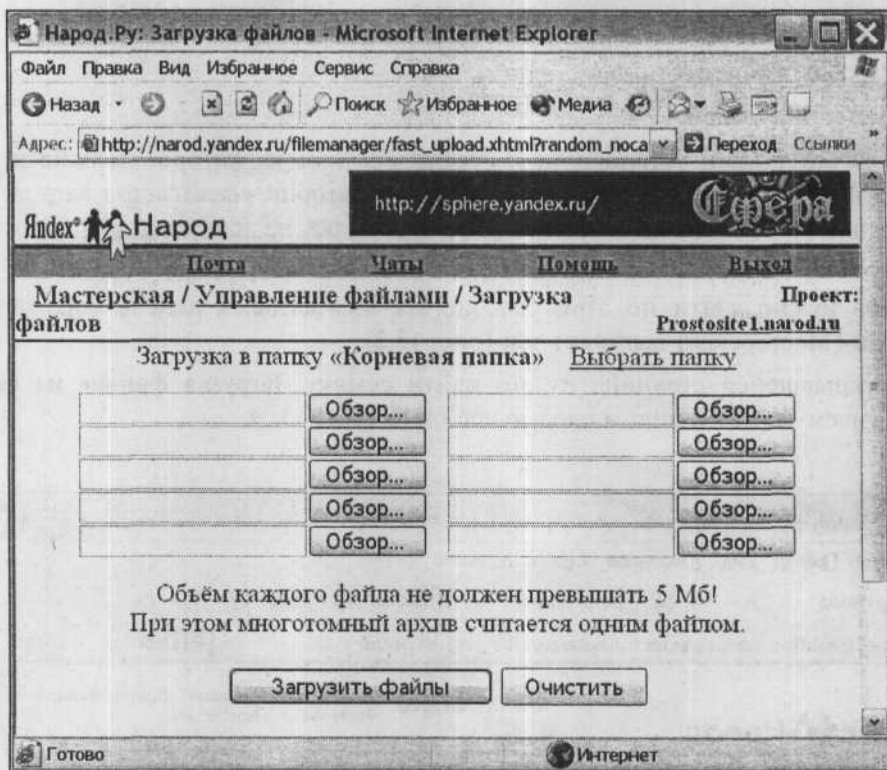 Народ.Ру: Загрузка файлов - Microsoft Internet Explorer
Файл Правка Вид Избранное Сервис Справка
Назад Поиск Избранное Медиа
Адрес: http://narod.yandex.ru/filemanager/fast_upload.xhtml?random_noca Переход Ссылки »
http://sphere.yandex.ru/ Сфера
Яndex® Народ
Почта Чаты Помощь Выход
Мастерская / Управление файлами / Загрузка файлов
Проект:
Prostosite1.narod.ru
Загрузка в папку «Корневая папка» Выбрать папку
Обзор... Обзор...
Обзор... Обзор...
Обзор... Обзор...
Обзор... Обзор...
Обзор... Обзор...
Объём каждого файла не должен превышать 5 Мб!
При этом многотомный архив считается одним файлом.
Загрузить файлы Очистить
Готово Интернет